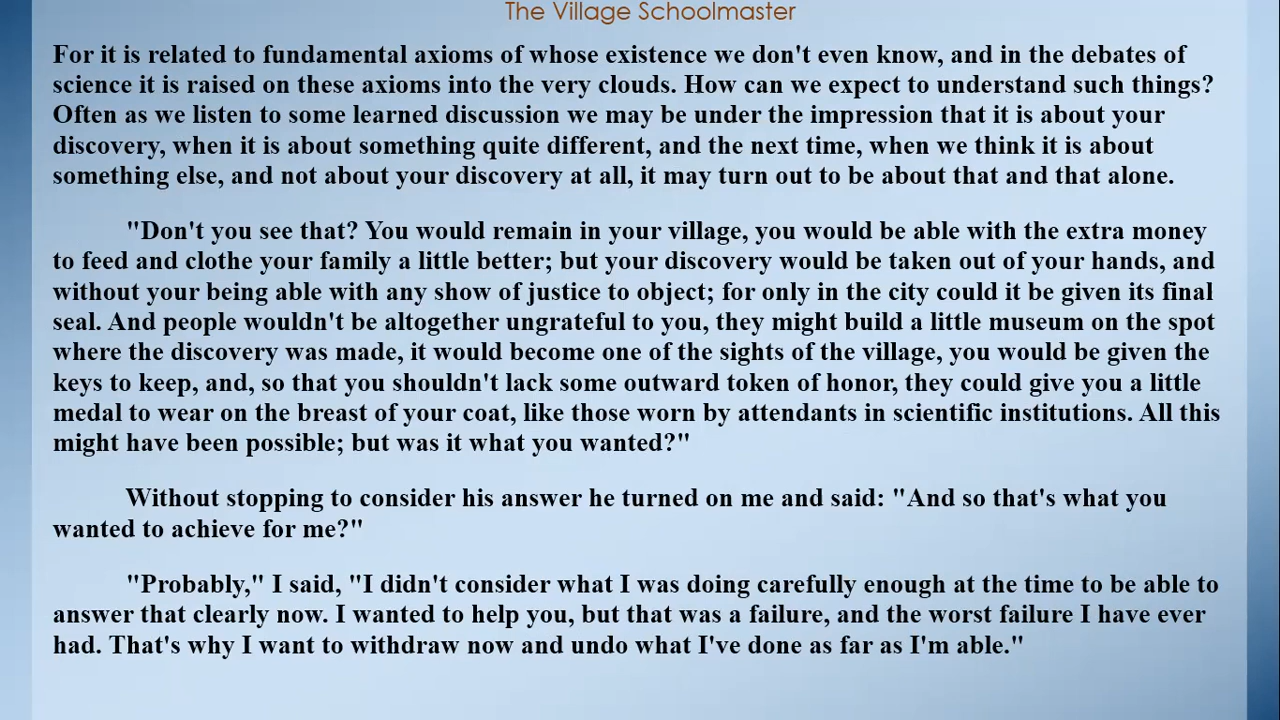 The Village Schoolmaster
For it is related to fundamental axioms of whose existence we don't even know, and in the debates of
science it is raised on these axioms into the very clouds. How can we expect to understand such things?
Often as we listen to some learned discussion we may be under the impression that it is about your
discovery, when it is about something quite different, and the next time, when we think it is about
something else, and not about your discovery at all, it may turn out to be about that and that alone.
"Don't you see that? You would remain in your village, you would be able with the extra money
to feed and clothe your family a little better; but your discovery would be taken out of your hands, and
without your being able with any show of justice to object; for only in the city could it be given its final
seal. And people wouldn't be altogether ungrateful to you, they might build a little museum on the spot
where the discovery was made, it would become one of the sights of the village, you would be given the
keys to keep, and, so that you shouldn't lack some outward token of honor, they could give you a little
medal to wear on the breast of your coat, like those worn by attendants in scientific institutions. All this
might have been possible; but was it what you wanted?"
Without stopping to consider his answer he turned on me and said: "And so that's what you
wanted to achieve for me?"
"Probably," I said, "I didn't consider what I was doing carefully enough at the time to be able to
answer that clearly now. I wanted to help you, but that was a failure, and the worst failure I have ever
had. That's why I want to withdraw now and undo what I've done as far as I'm able."